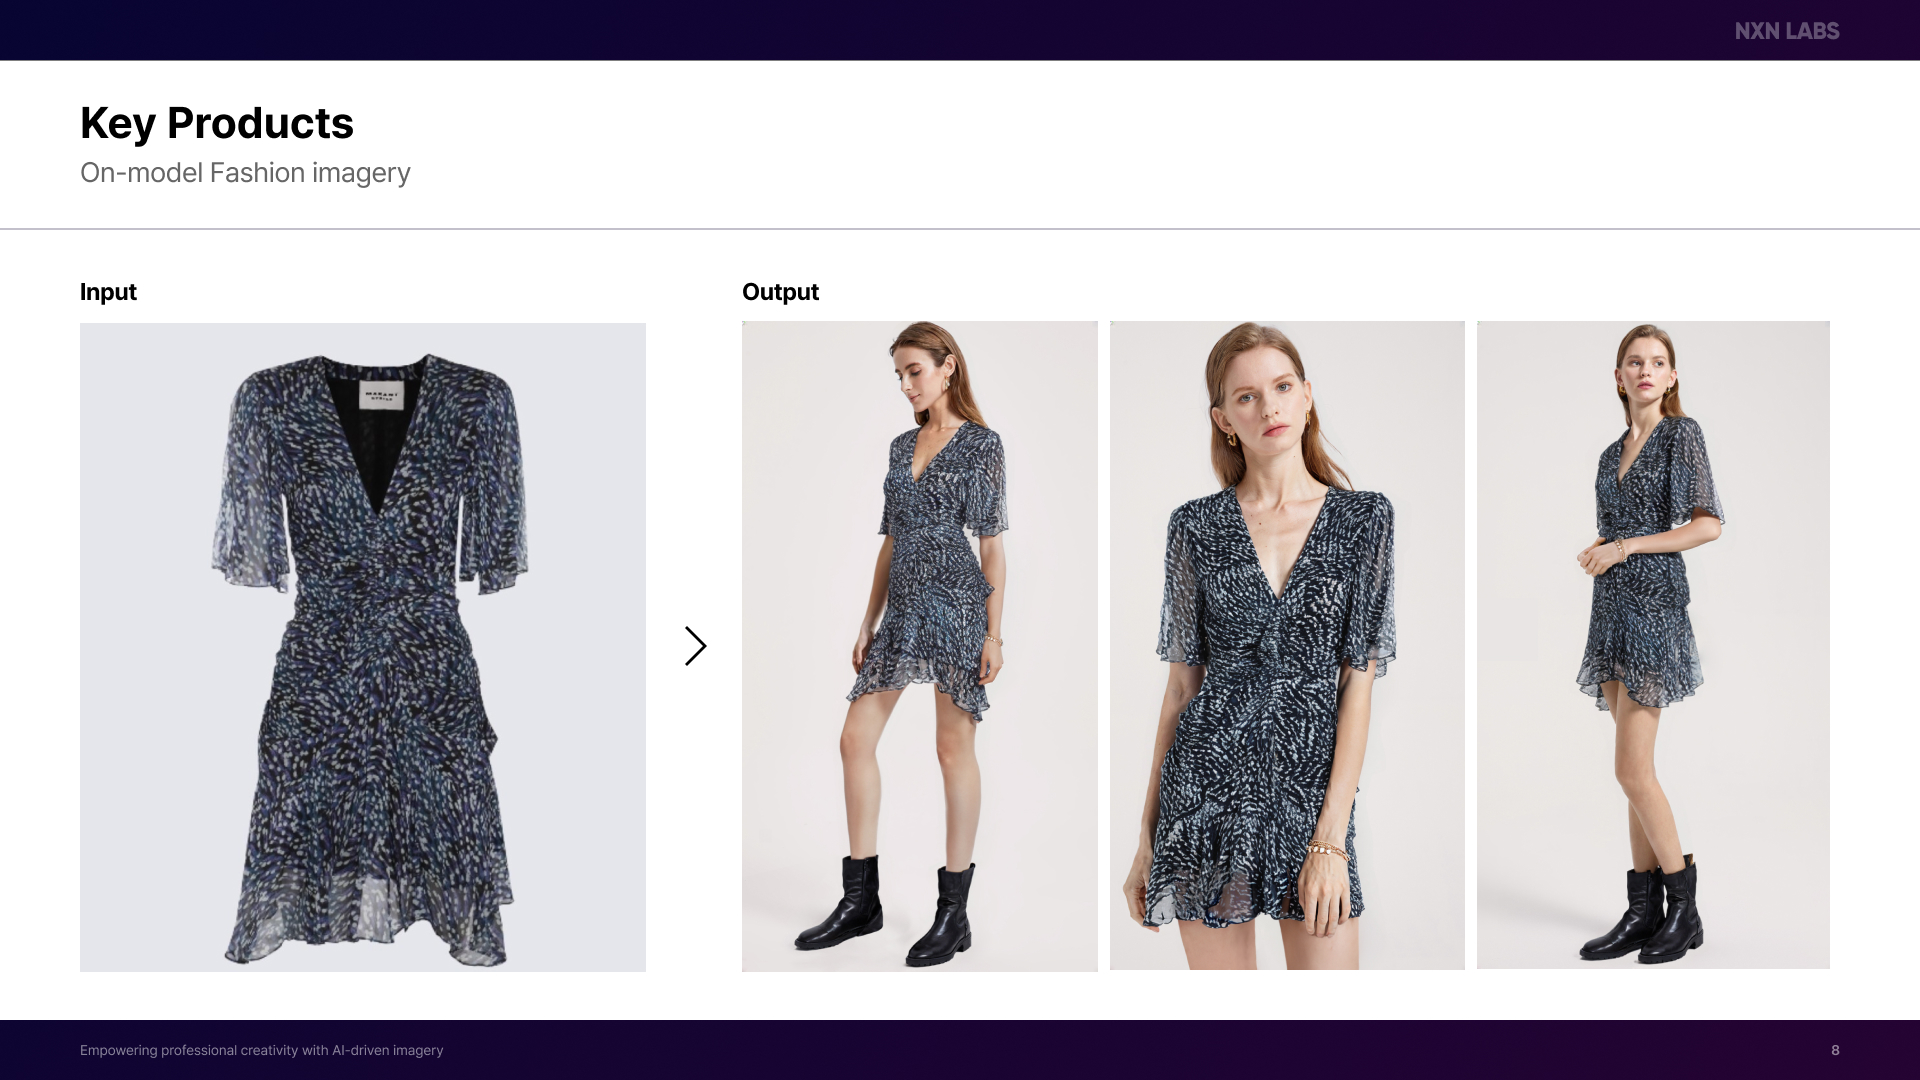 NXN LABS
Key Products
On-model Fashion imagery
Input
Output
Empowering professional creativity with AI-driven imagery
8